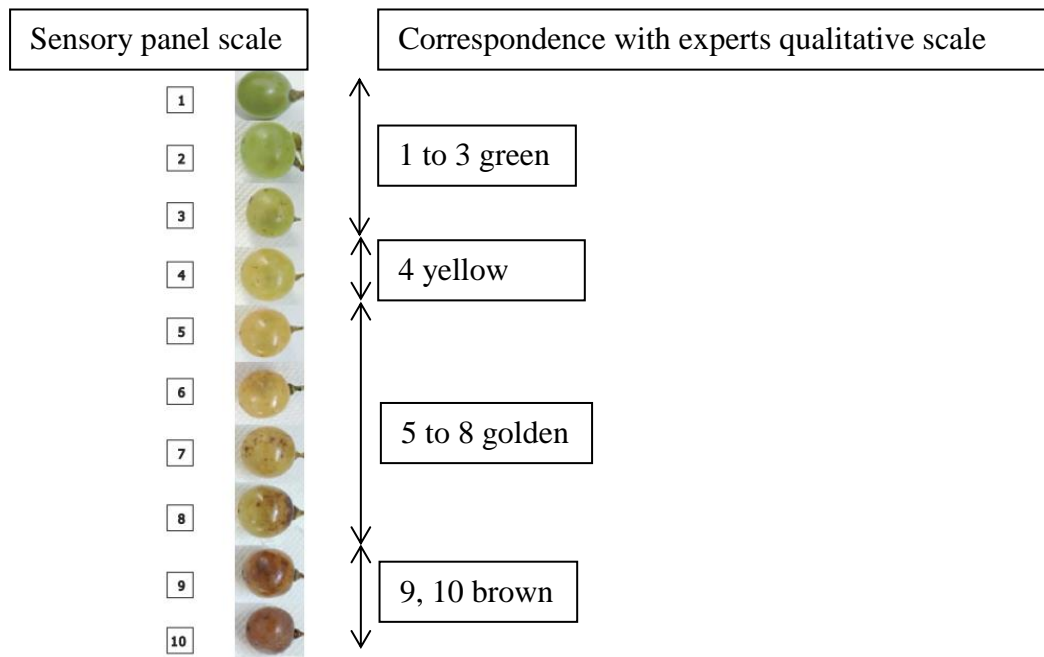 Sensory panel scale
Correspondence with experts qualitative scale
1
2
3
4
5
6
7
8
9
10
1 to 3 green
4 yellow
5 to 8 golden
9, 10 brown